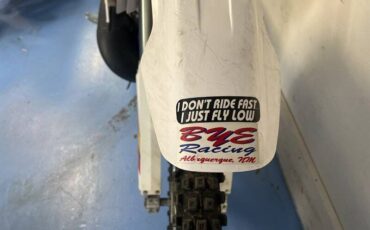 I DON'T RIDE FAST
I JUST FLY LOW
BYE
Racing
Albuquerque, NM